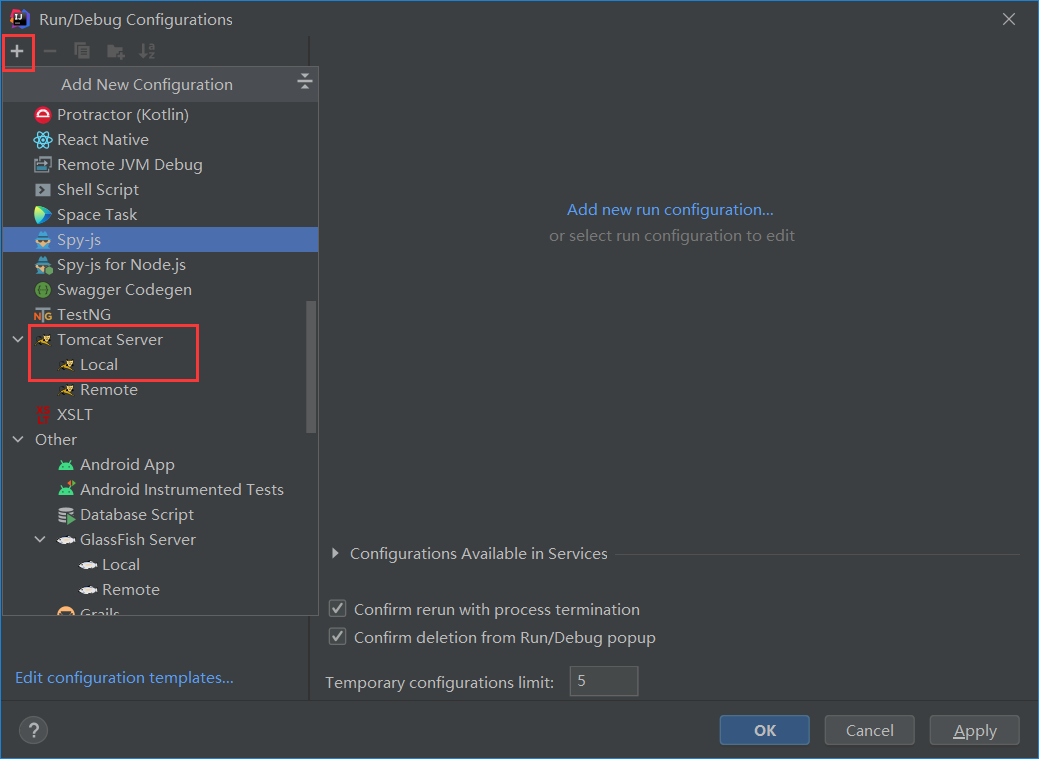 Run/Debug Configurations
Add New Configuration
Protractor (Kotlin)
React Native
Remote JVM Debug
Shell Script
Space Task
Spy-js
Spy-js for Node.js
Swagger Codegen
TestNG
Tomcat Server
Local
Remote
XSLT
Other
Android App
Android Instrumented Tests
Database Script
GlassFish Server
Local
Remote
Grails
Edit configuration templates...
Add new run configuration...
or select run configuration to edit
Configurations Available in Services
Confirm rerun with process termination
Confirm deletion from Run/Debug popup
Temporary configurations limit: 5
? OK Cancel Apply